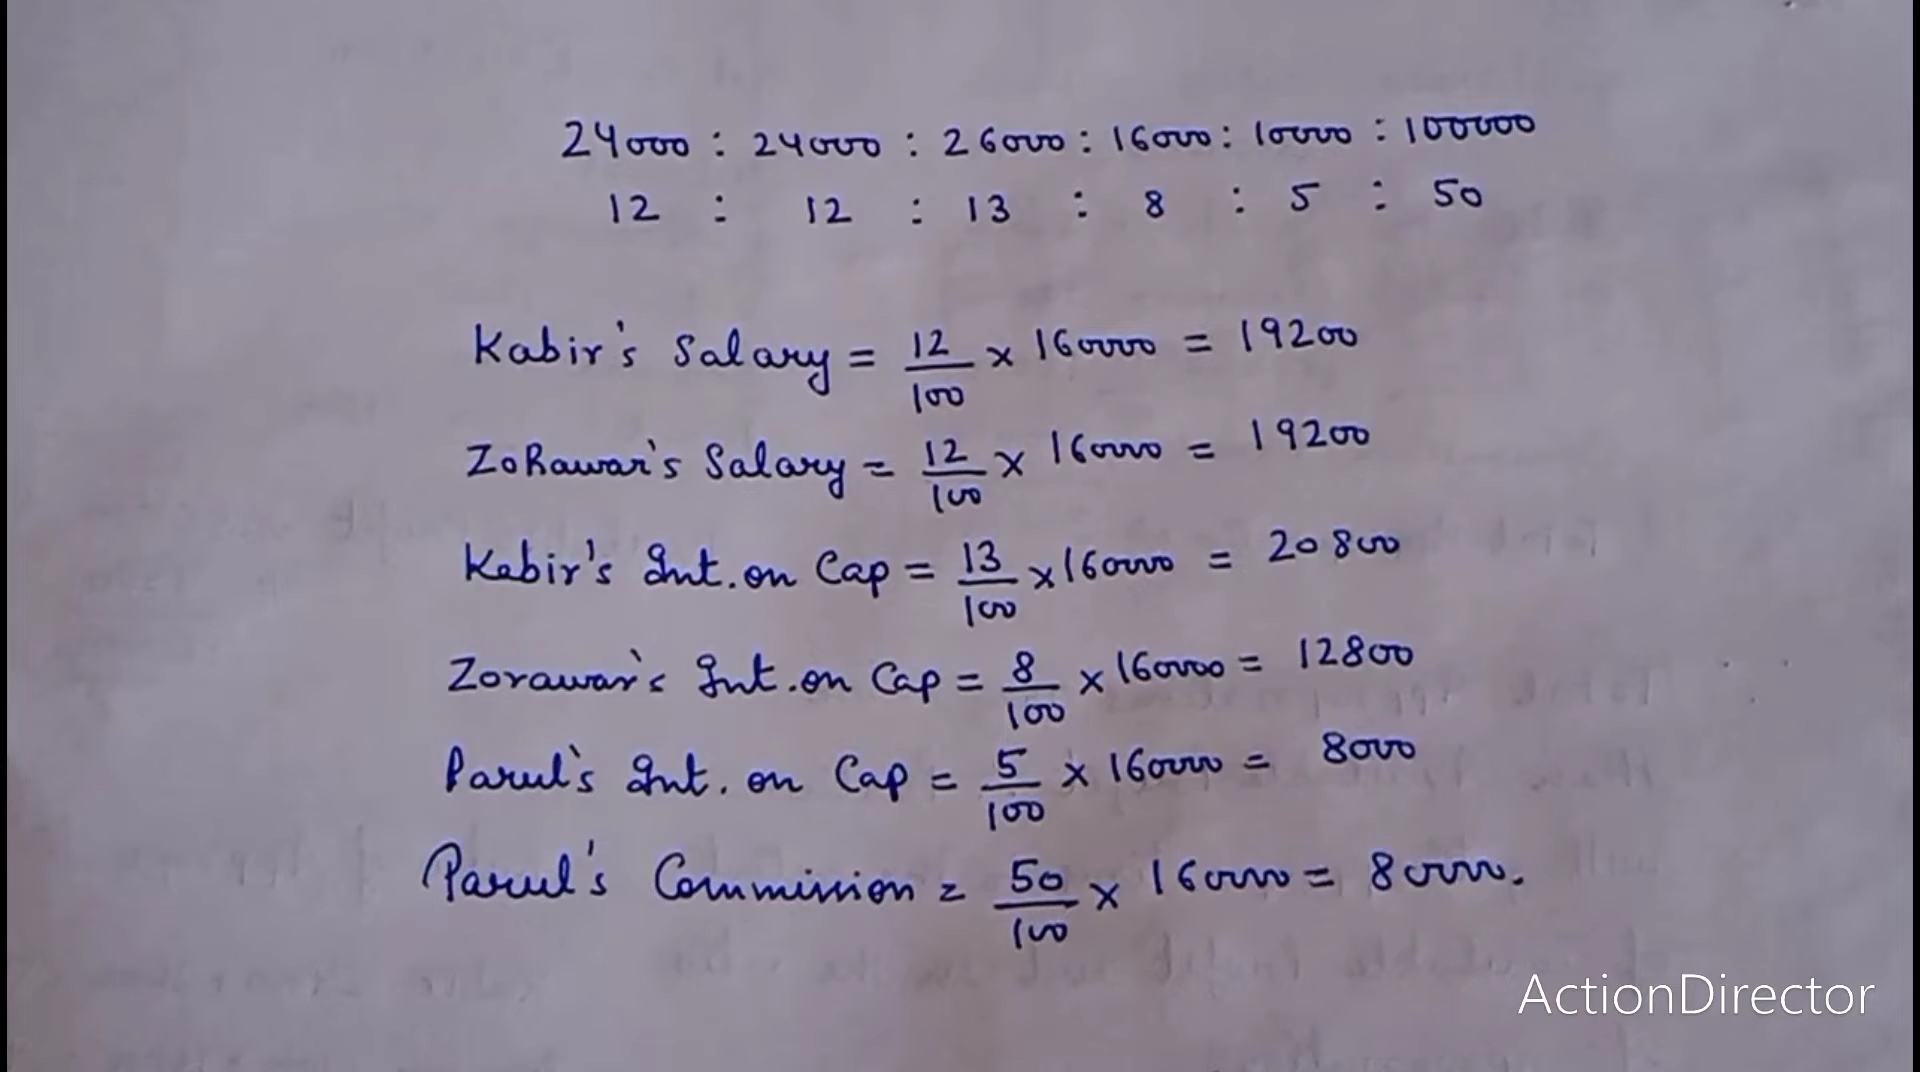 24000 : 24000 : 26000 : 16000 : 10000 : 100000
12 : 12 : 13 : 8 : 5 : 50
Kabir's Salary = 12/100 x 160000 = 19200
ZoRawar's Salary = 12/100 x 160000 = 19200
Kabir's Int. on Cap = 13/100 x 160000 = 20800
Zorawar's Int. on Cap = 8/100 x 160000 = 12800
Parul's Int. on Cap = 5/100 x 160000 = 8000
Parul's Commission = 50/100 x 160000 = 80000.
ActionDirector